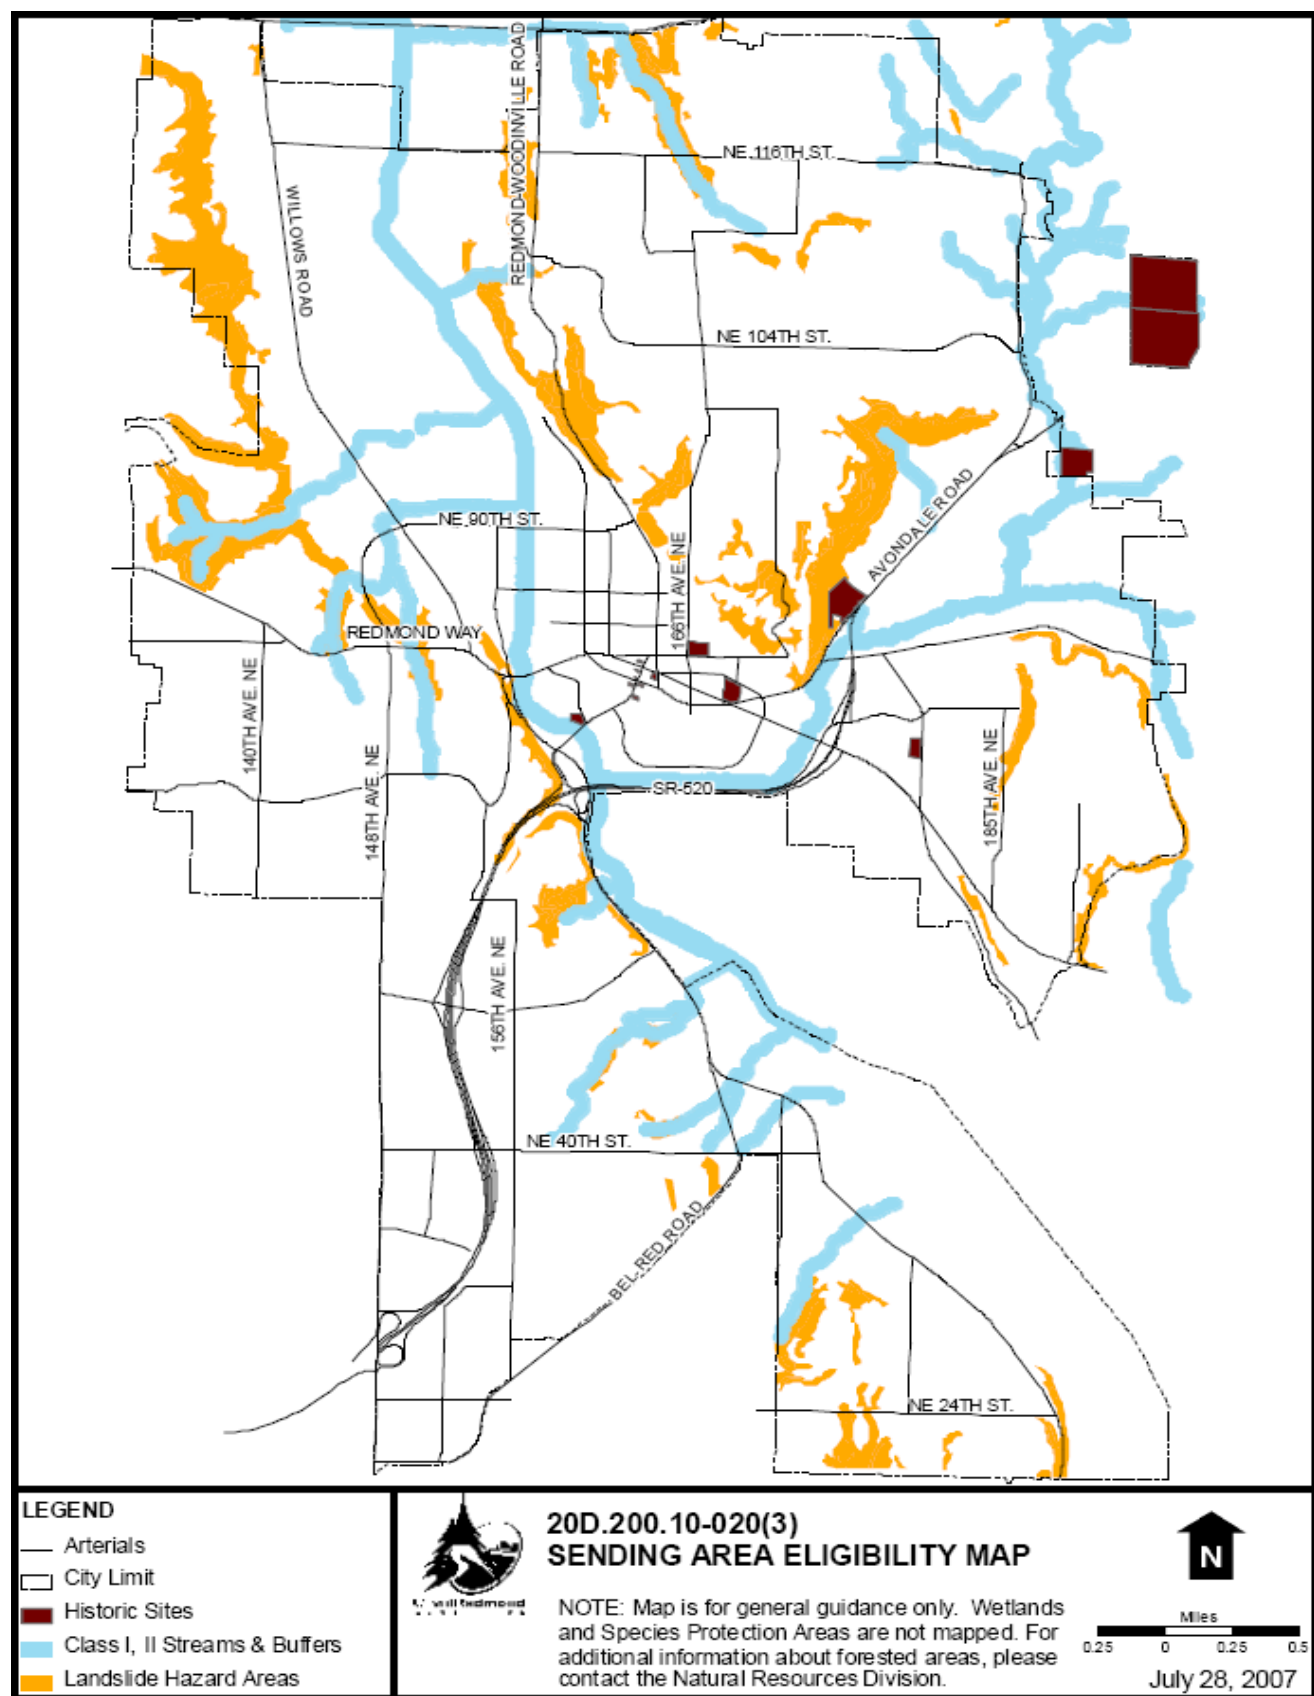 REDMOND-WOODINVILLE ROAD
NE 116TH ST.
WILLOWS ROAD
NE 104TH ST.
AVONDALE ROAD
NE 90TH ST.
166TH AVE. NE
REDMOND WAY
140TH AVE. NE
148TH AVE. NE
185TH AVE. NE
SR-520
156TH AVE. NE
NE 40TH ST.
BEL-RED ROAD
NE 24TH ST.
LEGEND
Arterials
City Limit
Historic Sites
Class I, II Streams & Buffers
Landslide Hazard Areas
20D.200.10-020(3)
SENDING AREA ELIGIBILITY MAP
NOTE: Map is for general guidance only. Wetlands
and Species Protection Areas are not mapped. For
additional information about forested areas, please
contact the Natural Resources Division.
N
Miles
0.25 0 0.25 0.5
July 28, 2007